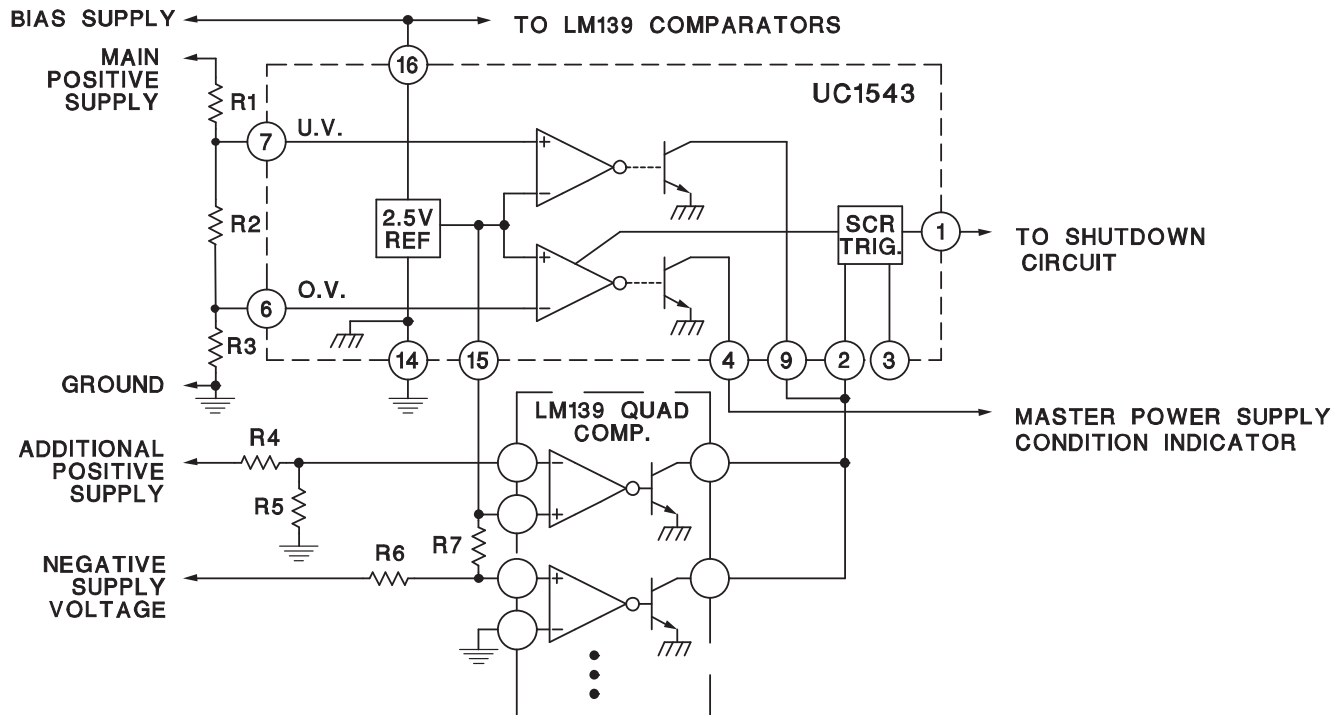 BIAS SUPPLY
TO LM139 COMPARATORS
MAIN
POSITIVE
SUPPLY
16
UC1543
R1
7
U.V.
+
−
R2
2.5V
REF
SCR
TRIG.
1
TO SHUTDOWN
CIRCUIT
+
−
6
O.V.
R3
14
15
4
9
2
3
GROUND
LM139 QUAD
COMP.
MASTER POWER SUPPLY
CONDITION INDICATOR
ADDITIONAL
POSITIVE
SUPPLY
R4
R5
−
+
R7
NEGATIVE
SUPPLY
VOLTAGE
R6
+
−